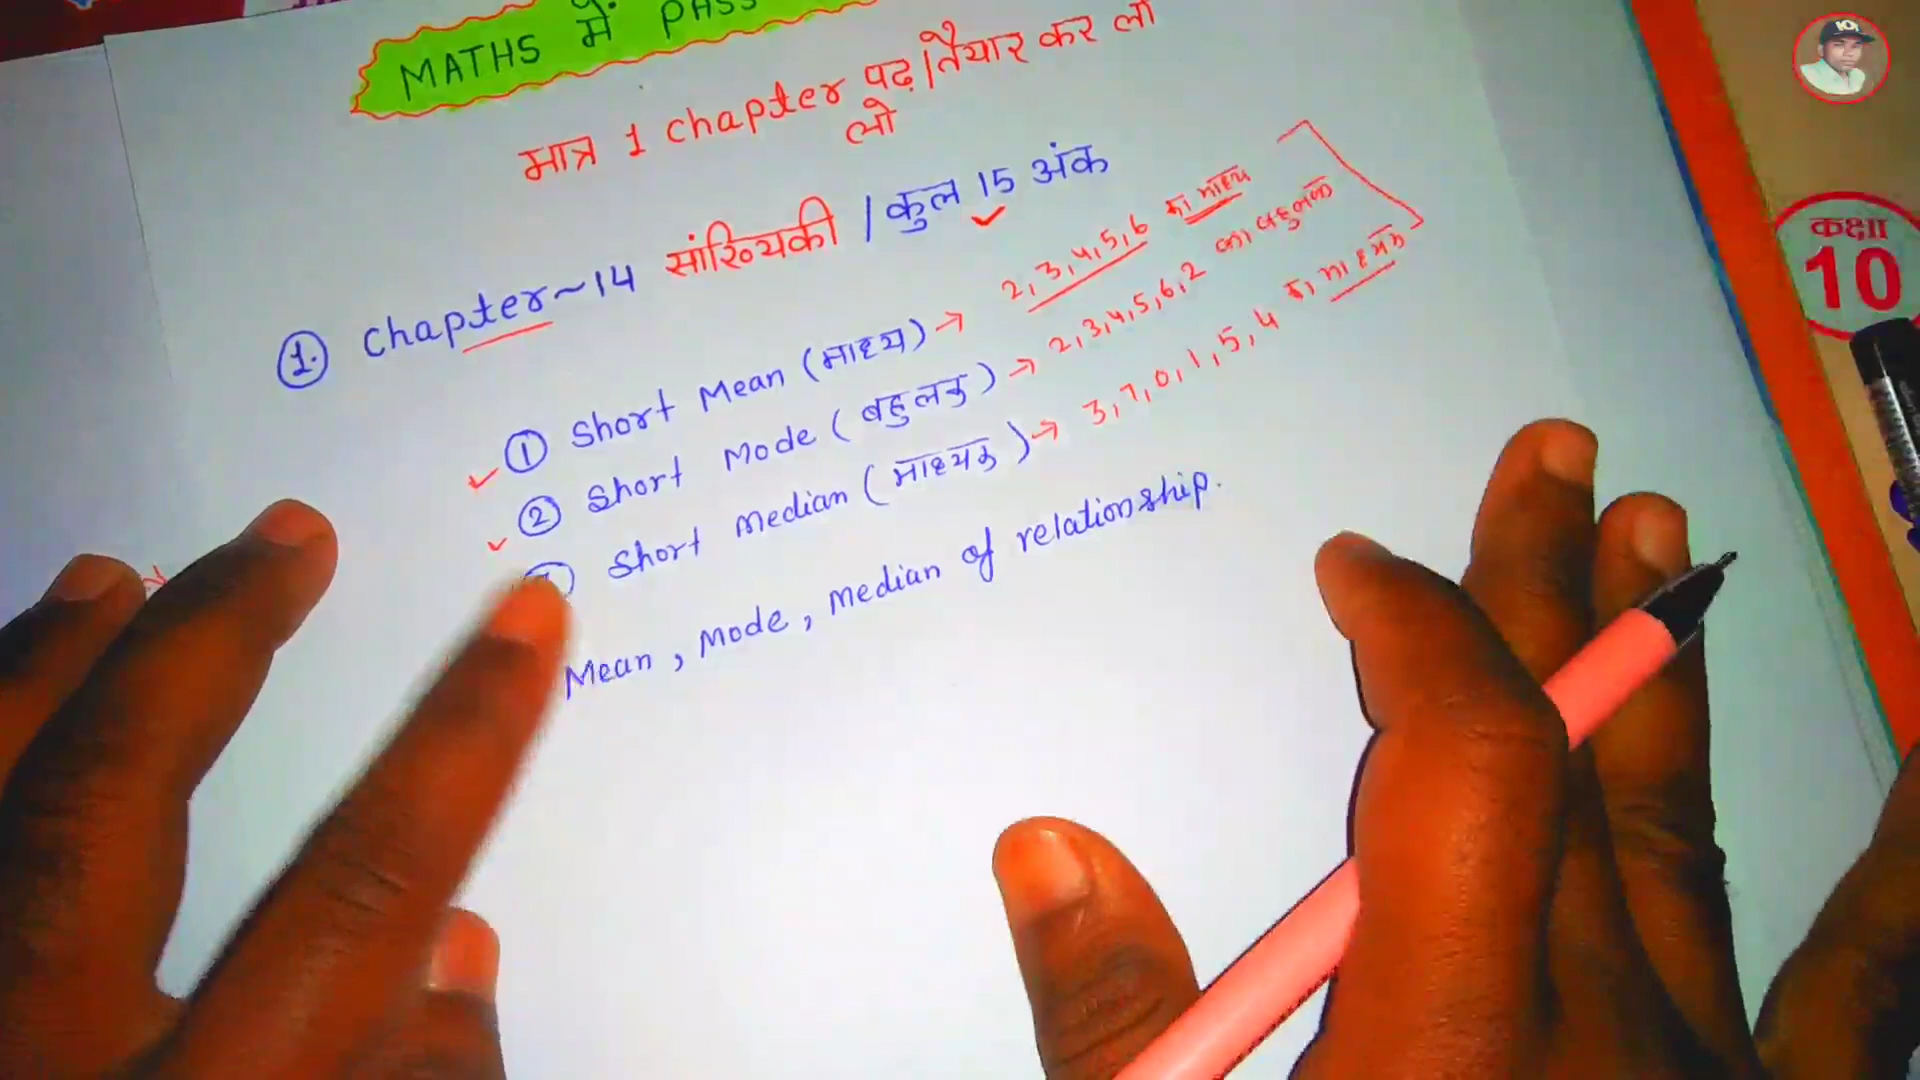 MATHS में PASS
मात्र 1 chapter पढ़/तैयार कर लो
लो
1. Chapter~14 सांख्यिकी / कुल 15 अंक
① Short Mean (माध्य) → 2,3,4,5,6 का माध्य
② Short Mode (बहुलक) → 2,3,4,5,6,2 का बहुलक
Short Median (माध्यक) → 3,7,0,1,5,4 का माध्यक
Mean, Mode, Median of relationship.
कक्षा
10